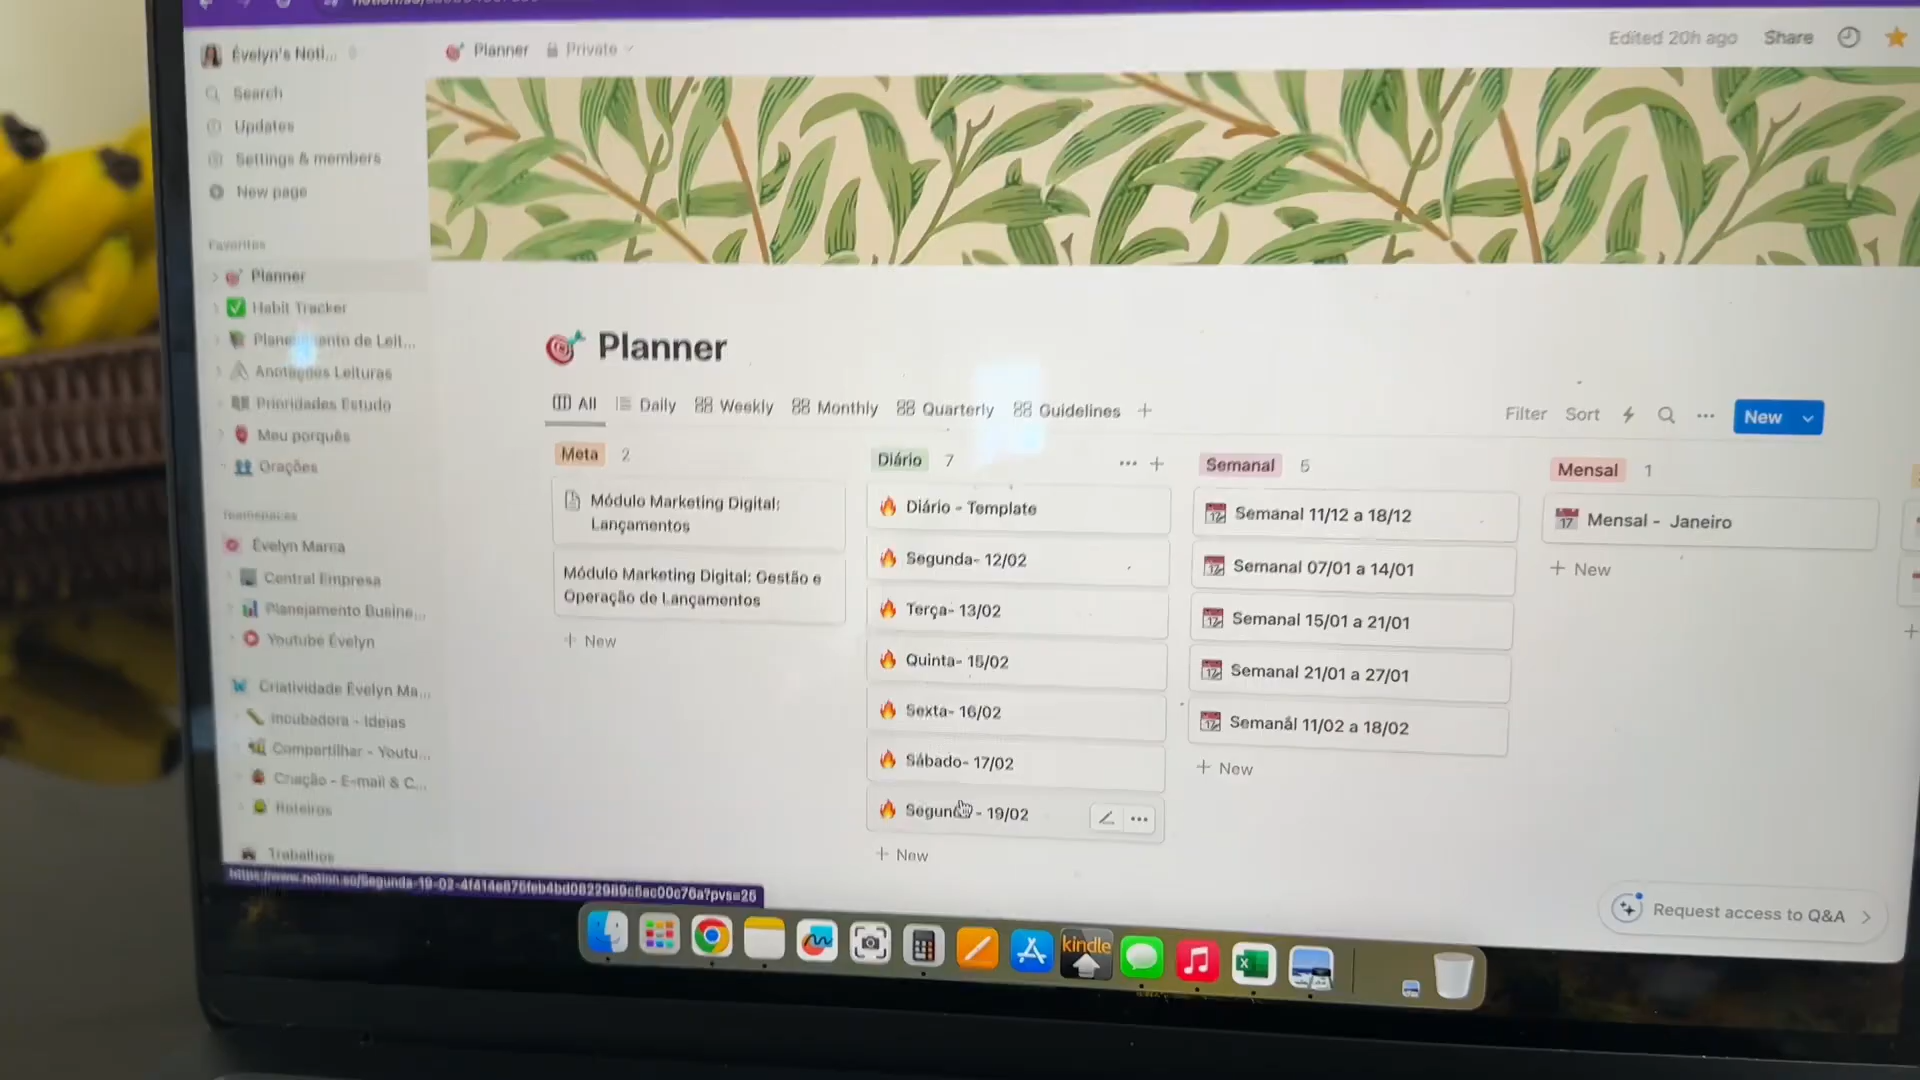 Évelyn's Noti...
Planner
Private
Edited 20h ago
Share
Search
Updates
Settings & members
New page
Favorites
Planner
Habit Tracker
Planejamento de Leit...
Anotações Leituras
Prioridades Estudo
Meu porquês
Orações
Teamspaces
Évelyn Marca
Central Empresa
Planejamento Busine...
Youtube Évelyn
Criatividade Évelyn Ma...
Incubadora - Ideias
Compartilhar - Youtu...
Criação - E-mail & C...
Roteiros
Trabalhos
Planner
All
Daily
Weekly
Monthly
Quarterly
Guidelines
Filter
Sort
New
Meta 2
Módulo Marketing Digital:
Lançamentos
Módulo Marketing Digital: Gestão e
Operação de Lançamentos
+ New
Diário 7
Diário - Template
Segunda- 12/02
Terça- 13/02
Quinta- 15/02
Sexta- 16/02
Sábado- 17/02
Segunda - 19/02
+ New
Semanal 5
Semanal 11/12 a 18/12
Semanal 07/01 a 14/01
Semanal 15/01 a 21/01
Semanal 21/01 a 27/01
Semanal 11/02 a 18/02
+ New
Mensal 1
Mensal - Janeiro
+ New
Request access to Q&A
kindle